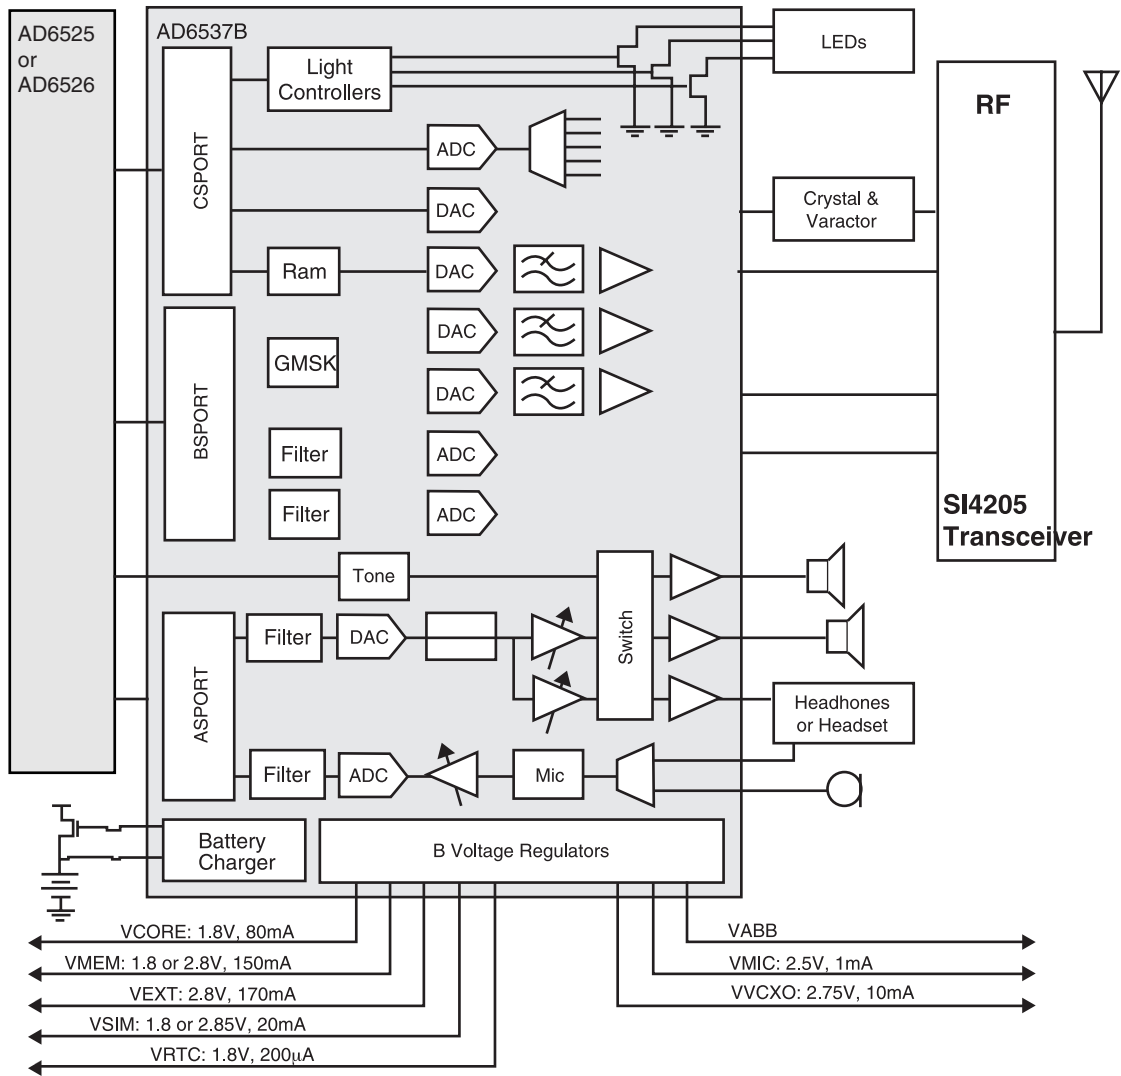 AD6525
or
AD6526
AD6537B
CSPORT
Light
Controllers
LEDs
RF
ADC
DAC
Crystal &
Varactor
Ram
DAC
BSPORT
DAC
GMSK
DAC
Filter
ADC
Filter
ADC
SI4205
Transceiver
Tone
Switch
ASPORT
Filter
DAC
Headhones
or Headset
Filter
ADC
Mic
Battery
Charger
B Voltage Regulators
VCORE: 1.8V, 80mA
VABB
VMEM: 1.8 or 2.8V, 150mA
VMIC: 2.5V, 1mA
VEXT: 2.8V, 170mA
VVCXO: 2.75V, 10mA
VSIM: 1.8 or 2.85V, 20mA
VRTC: 1.8V, 200µA